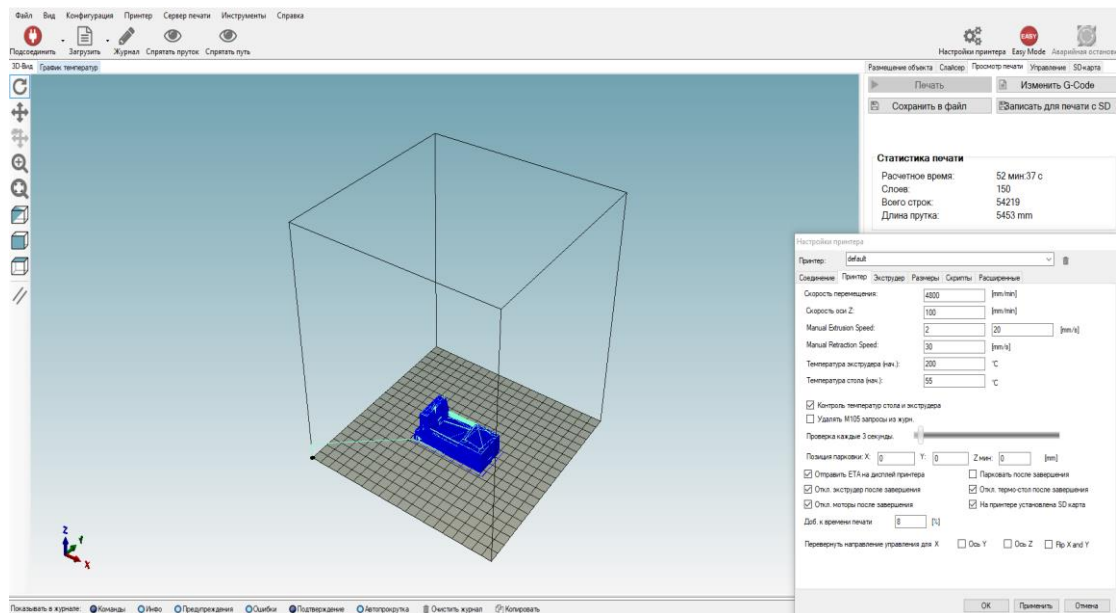 Файл Вид Конфигурация Принтер Сервер печати Инструменты Справка
Подсоединить Загрузить Журнал Спрятать пруток Спрятать путь Настройки принтера Easy Mode Аварийная останов
EASY
3D-Вид График температур
Размещение объекта Слайсер Просмотр печати Управление SD-карта
Печать Изменить G-Code
Сохранить в файл Записать для печати с SD
Статистика печати
Расчетное время: 52 мин:37 с
Слоев: 150
Всего строк: 54219
Длина прутка: 5453 mm
Настройки принтера
Принтер: default
Соединение Принтер Экструдер Размеры Скрипты Расширенные
Скорость перемещения: 4800 [mm/min]
Скорость оси Z: 100 [mm/min]
Manual Extrusion Speed: 2 20 [mm/s]
Manual Retraction Speed: 30 [mm/s]
Температура экструдера (нач.): 200 °C
Температура стола (нач.): 55 °C
Контроль температур стола и экструдера
Удалять M105 запросы из журн.
Проверка каждые 3 секунды.
Позиция парковки: X: 0 Y: 0 Z мин: 0 [mm]
Отправить ETA на дисплей принтера Парковать после завершения
Откл. экструдер после завершения Откл. термо-стол после завершения
Откл. моторы после завершения На принтере установлена SD карта
Доб. к времени печати 8 [%]
Перевернуть направление управления для X Ось Y Ось Z Flip X and Y
OK Применить Отмена
Z
Y
X
Показывать в журнале: Команды Инфо Предупреждения Ошибки Подтверждение Автопрокрутка Очистить журнал Копировать